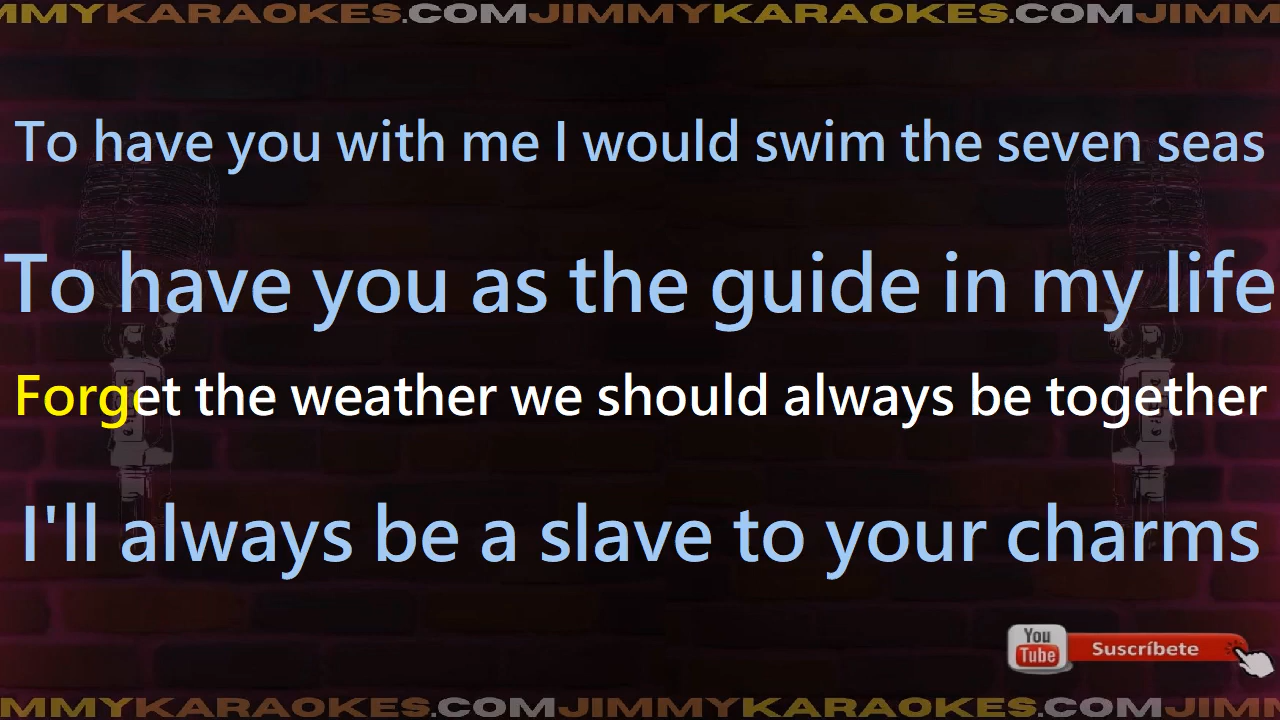 MMYKARAOKES.COMJIMMYKARAOKES.COMJIMM
To have you with me I would swim the seven seas
To have you as the guide in my life
Forget the weather we should always be together
I'll always be a slave to your charms
You
Tube
Suscríbete
MMYKARAOKES.COMJIMMYKARAOKES.COMJIMM